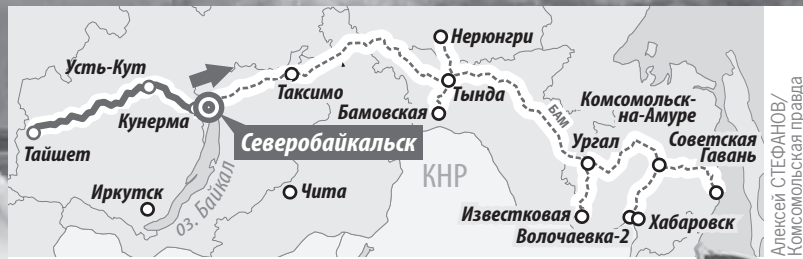 Нерюнгри
Усть-Кут
Таксимо
Тында
Бамовская
Комсомольск-
на-Амуре
Кунерма
БАМ
Ургал
Советская
Гавань
Тайшет
Северобайкальск
КНР
Иркутск
оз. Байкал
Чита
Известковая
Волочаевка-2
Хабаровск
Алексей СТЕФАНОВ/
Комсомольская правда